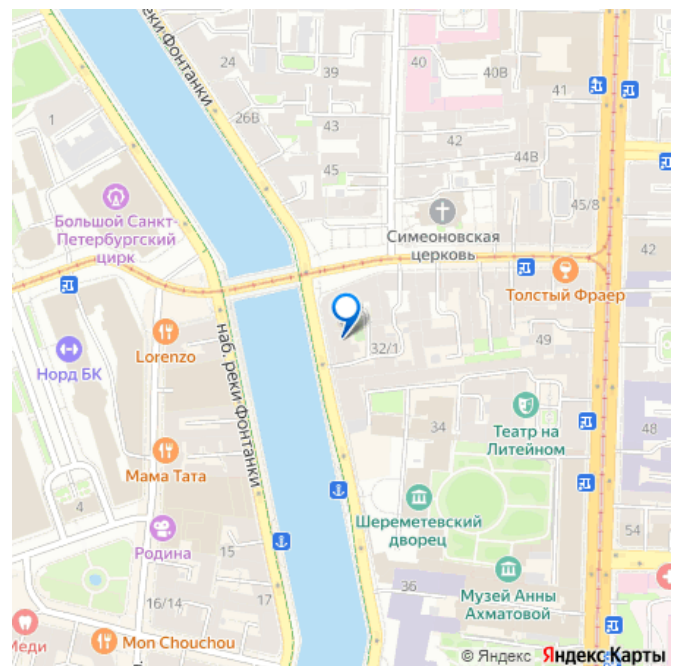 реки Фонтанки
24
39
40
40В
41
1
26В
43
42
44В
45
45/8
Большой Санкт-
Петербургский
цирк
Симеоновская
церковь
42
Толстый Фраер
Норд БК
Lorenzo
32/1
49
наб. реки Фонтанки
34
Театр на
Литейном
48
Мама Тата
4
Шереметевский
дворец
Родина
15
54
36
Музей Анны
Ахматовой
16/14
17
Меди
Mon Chouchou
© Яндекс Яндекс Карты